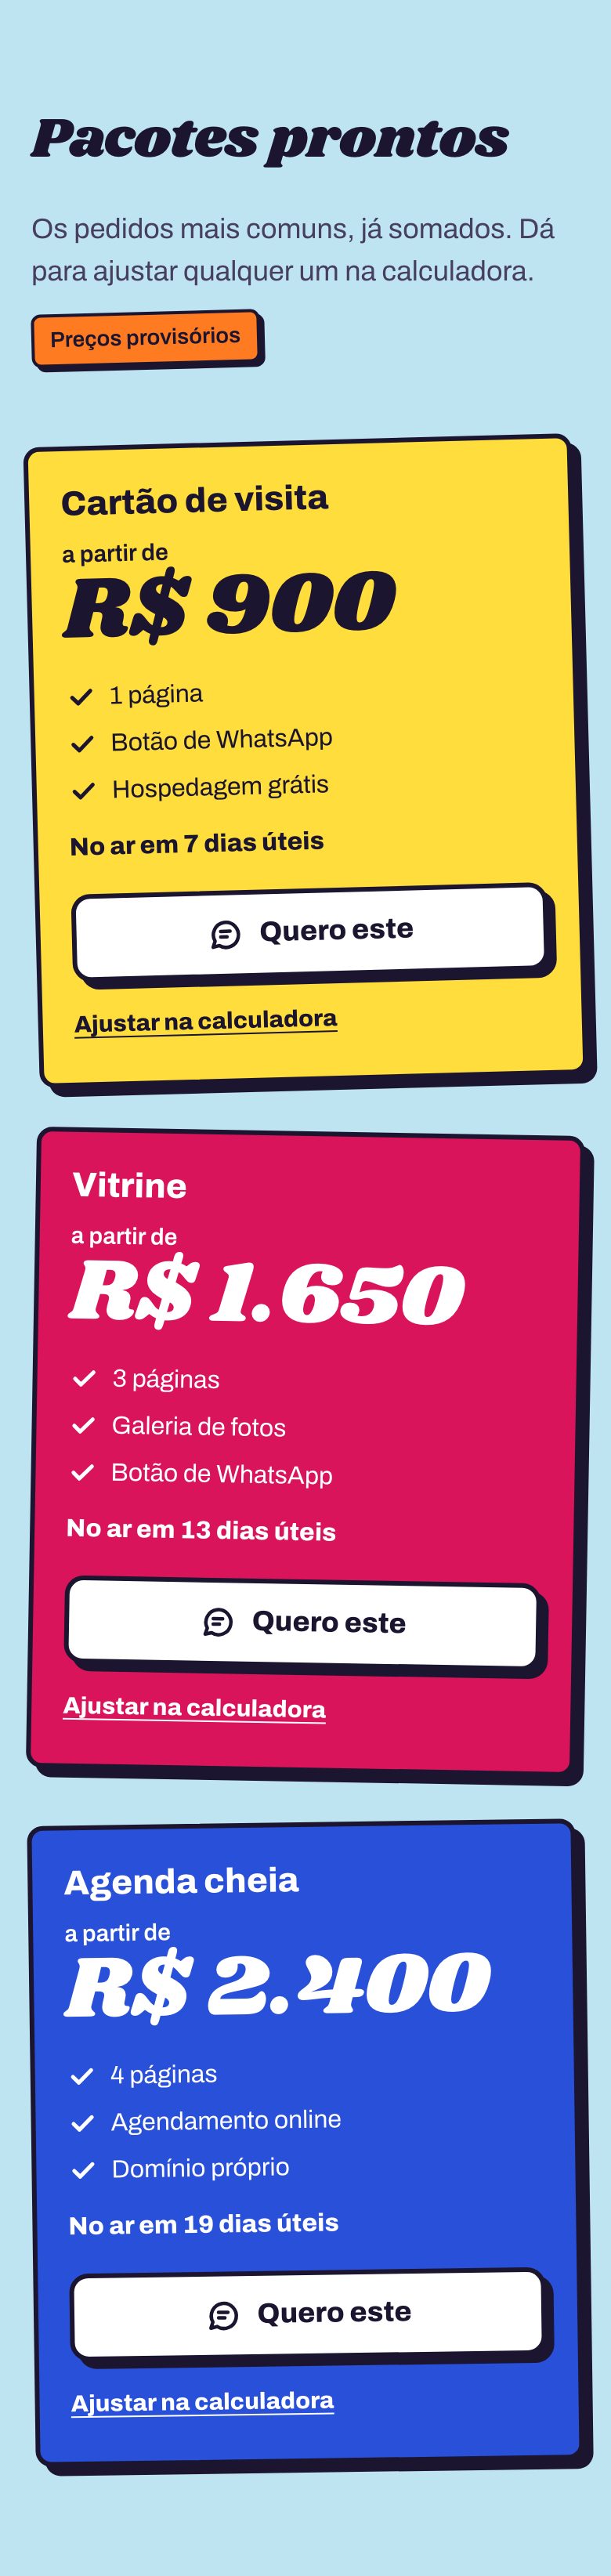 Pacotes prontos
Os pedidos mais comuns, já somados. Dá
para ajustar qualquer um na calculadora.
Preços provisórios
Cartão de visita
a partir de
R$ 900
1 página
Botão de WhatsApp
Hospedagem grátis
No ar em 7 dias úteis
Quero este
Ajustar na calculadora
Vitrine
a partir de
R$ 1.650
3 páginas
Galeria de fotos
Botão de WhatsApp
No ar em 13 dias úteis
Quero este
Ajustar na calculadora
Agenda cheia
a partir de
R$ 2.400
4 páginas
Agendamento online
Domínio próprio
No ar em 19 dias úteis
Quero este
Ajustar na calculadora